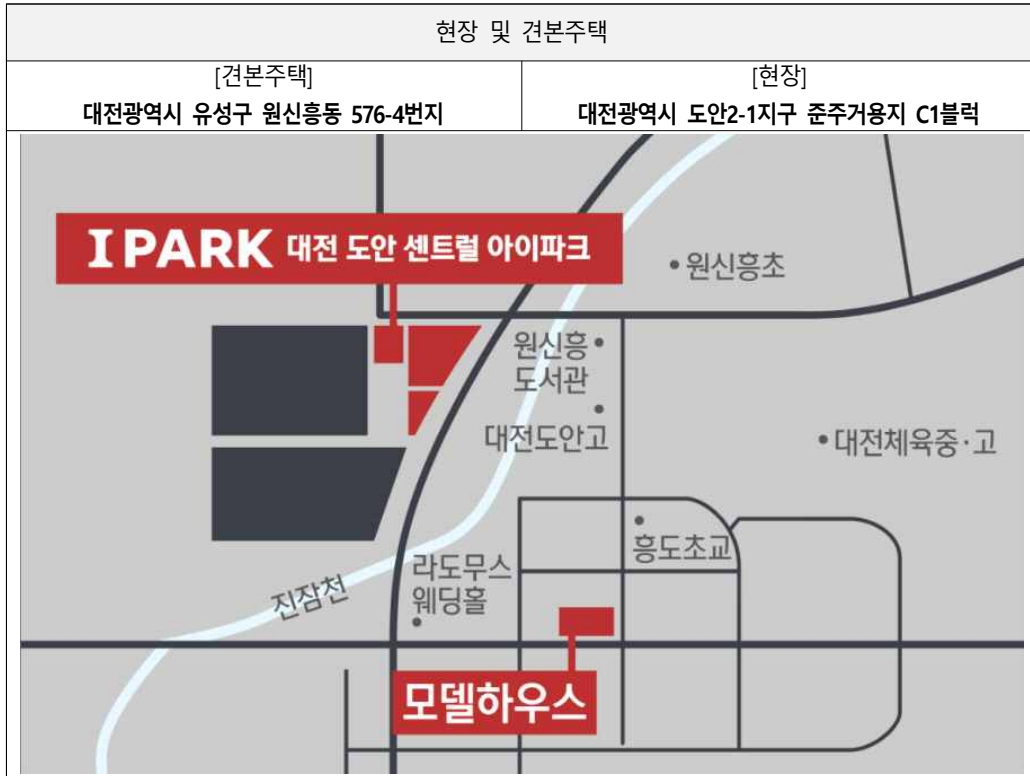 현장 및 견본주택
[견본주택]
대전광역시 유성구 원신흥동 576-4번지
[현장]
대전광역시 도안2-1지구 준주거용지 C1블럭
I PARK 대전 도안 센트럴 아이파크
원신흥초
원신흥
도서관
대전도안고
대전체육중·고
흥도초교
라도무스
웨딩홀
진잠천
모델하우스